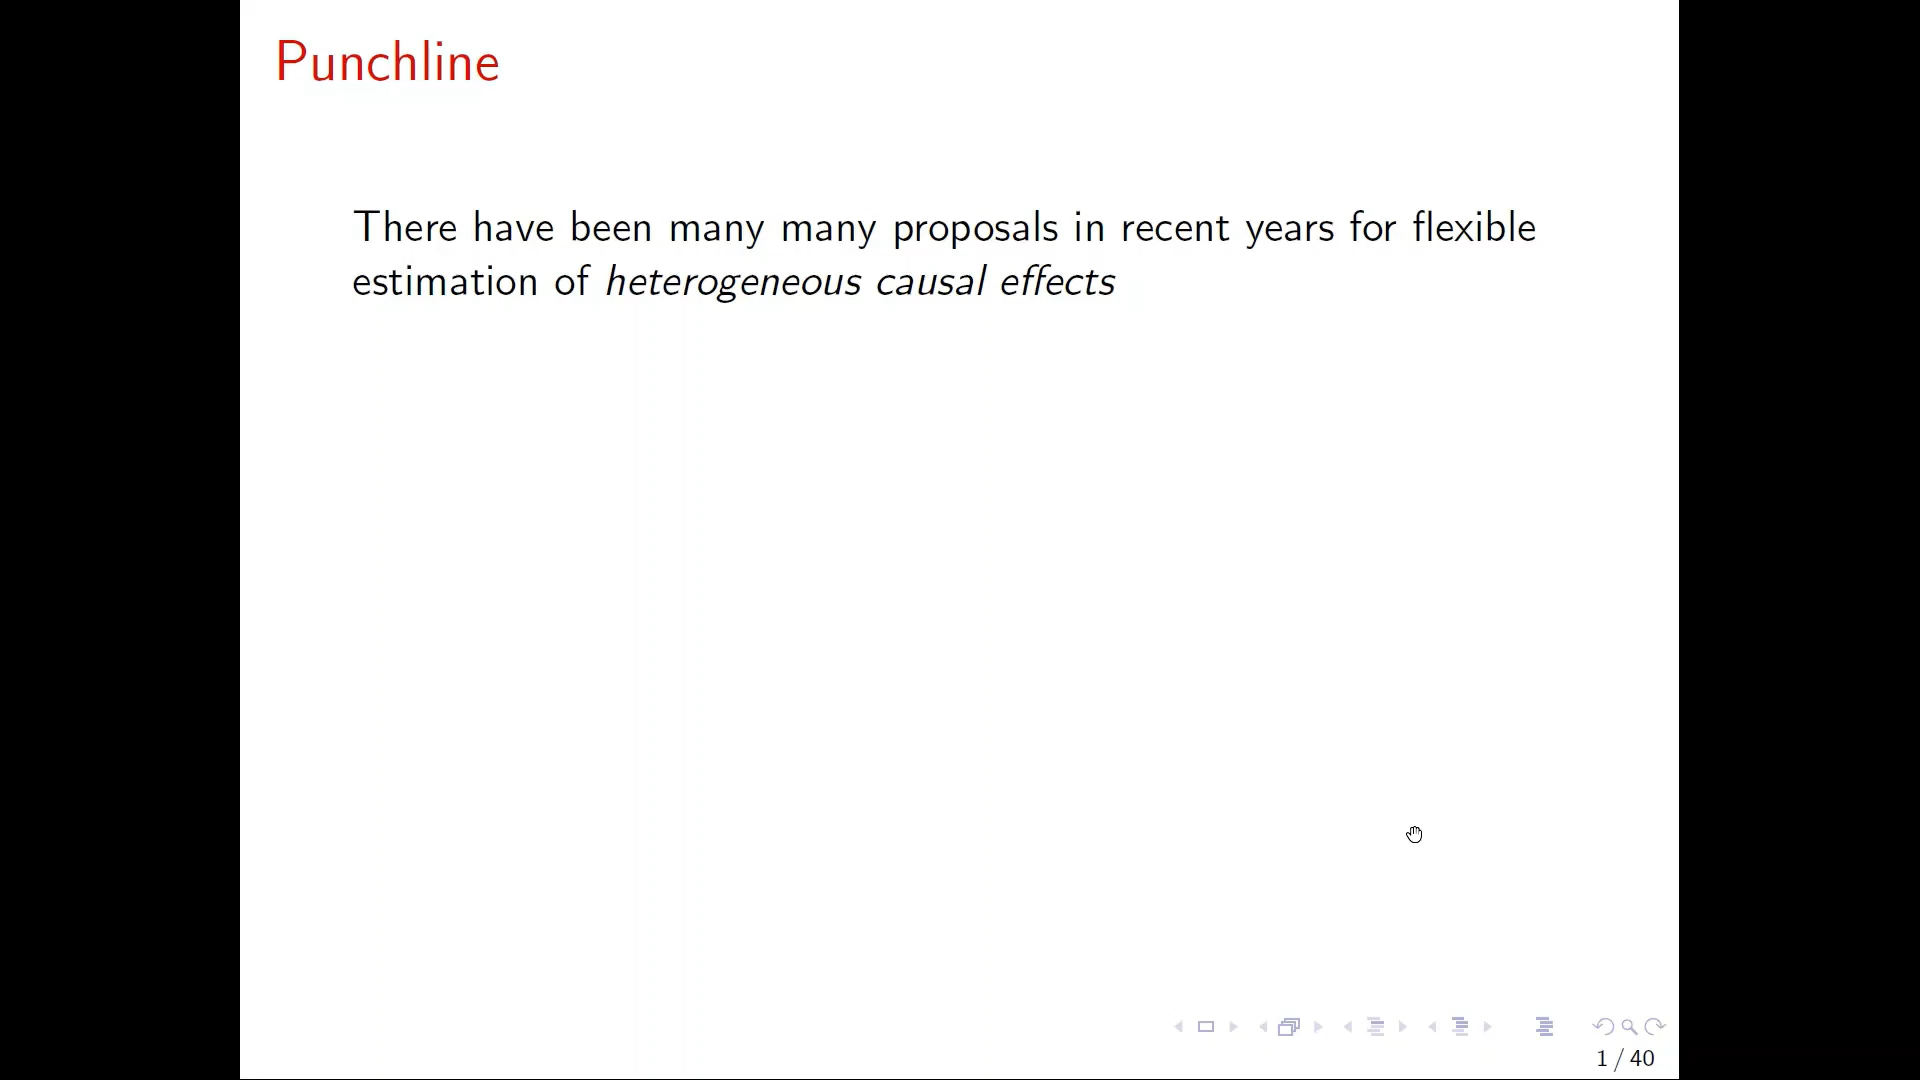 Punchline
There have been many many proposals in recent years for flexible
estimation of heterogeneous causal effects
1 / 40